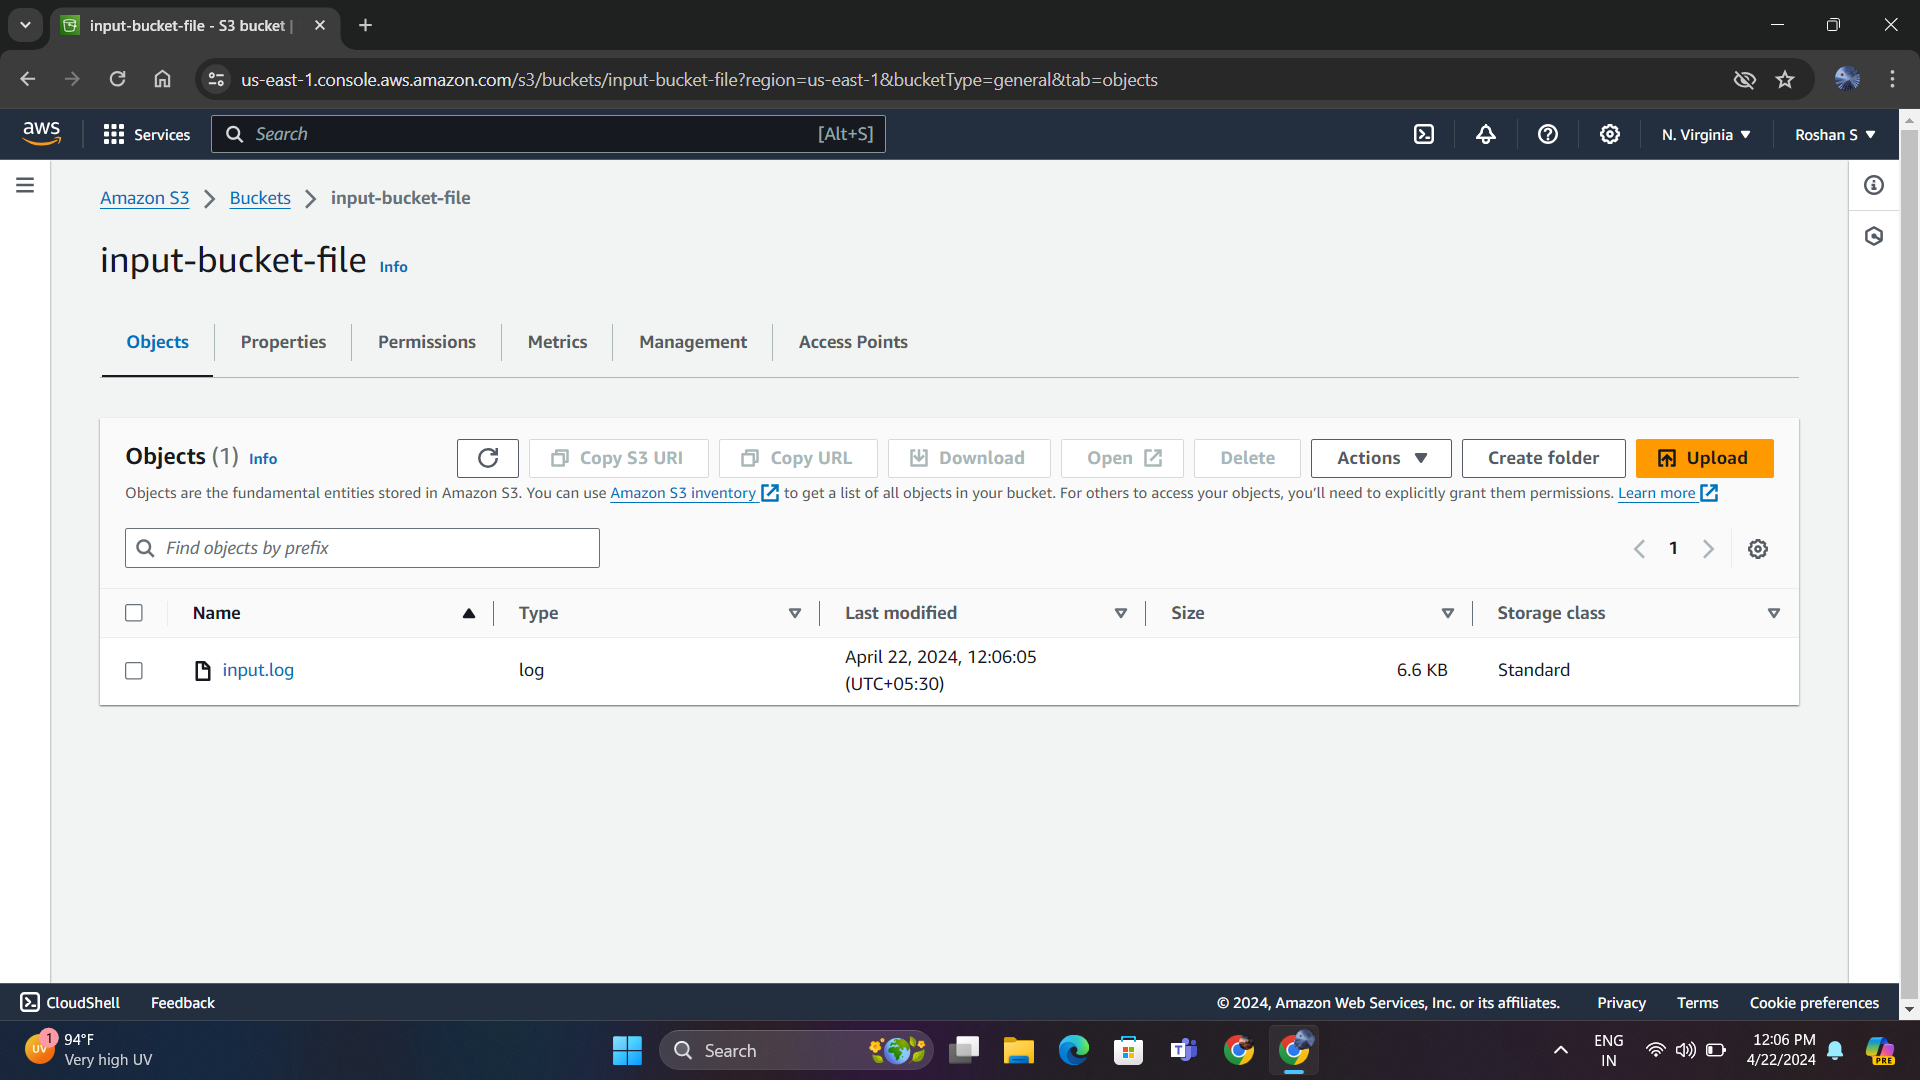 input-bucket-file - S3 bucket |
us-east-1.console.aws.amazon.com/s3/buckets/input-bucket-file?region=us-east-1&bucketType=general&tab=objects
aws
Services
Search
[Alt+S]
N. Virginia
Roshan S
Amazon S3 > Buckets > input-bucket-file
input-bucket-file Info
Objects
Properties
Permissions
Metrics
Management
Access Points
Objects (1) Info
Copy S3 URI
Copy URL
Download
Open
Delete
Actions
Create folder
Upload
Objects are the fundamental entities stored in Amazon S3. You can use Amazon S3 inventory to get a list of all objects in your bucket. For others to access your objects, you'll need to explicitly grant them permissions. Learn more
Find objects by prefix
1
Name
Type
Last modified
Size
Storage class
input.log
log
April 22, 2024, 12:06:05
(UTC+05:30)
6.6 KB
Standard
CloudShell
Feedback
© 2024, Amazon Web Services, Inc. or its affiliates.
Privacy
Terms
Cookie preferences
UV
1
94°F
Very high UV
Search
ENG
IN
12:06 PM
4/22/2024
PRE